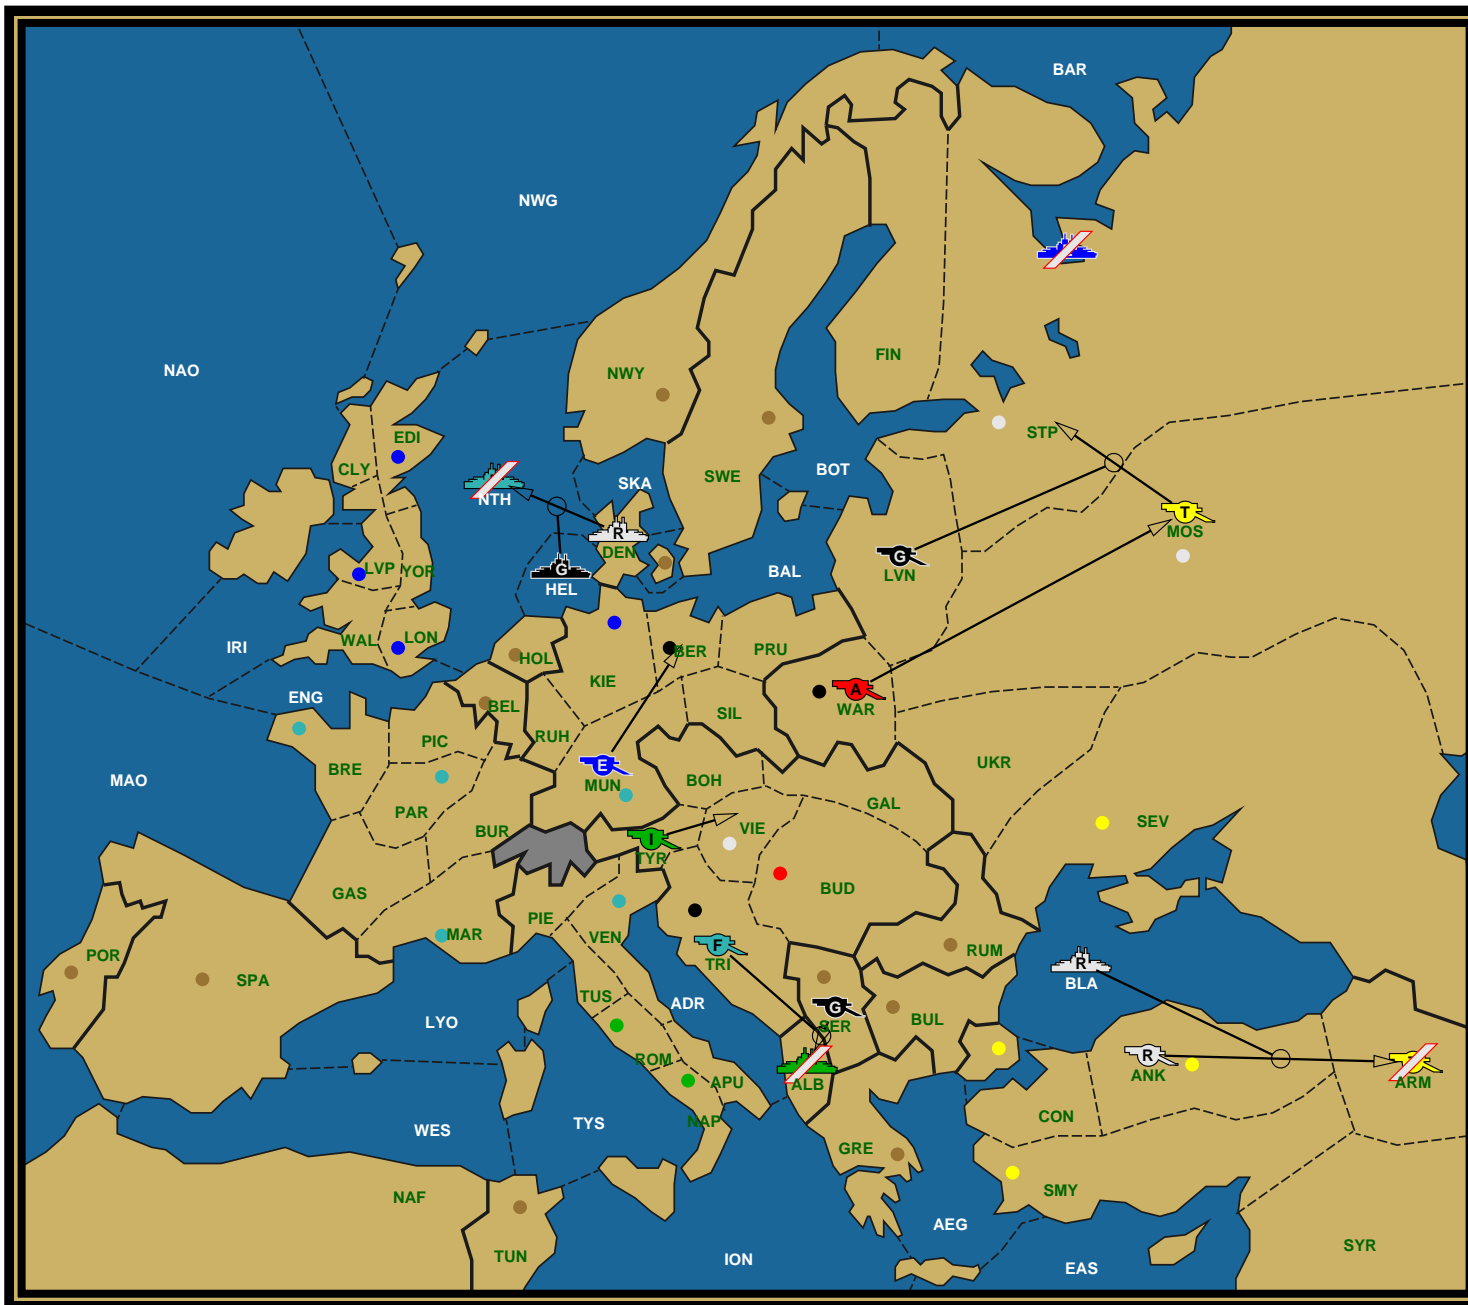 BAR
NWG
NAO
FIN
NWY
STP
EDI
CLY
SWE
BOT
SKA
NTH
T
MOS
R
DEN
G
LVN
G
HEL
BAL
LVP
YOR
WAL
LON
IRI
HOL
BER
PRU
KIE
ENG
BEL
A
WAR
SIL
RUH
PIC
UKR
BRE
E
MUN
BOH
MAO
GAL
PAR
SEV
BUR
VIE
I
TYR
BUD
GAS
PIE
MAR
VEN
F
TRI
RUM
POR
SPA
R
BLA
TUS
ADR
G
SER
BUL
LYO
ROM
R
ANK
APU
ALB
ARM
NAP
CON
TYS
WES
GRE
SMY
NAF
AEG
SYR
TUN
ION
EAS